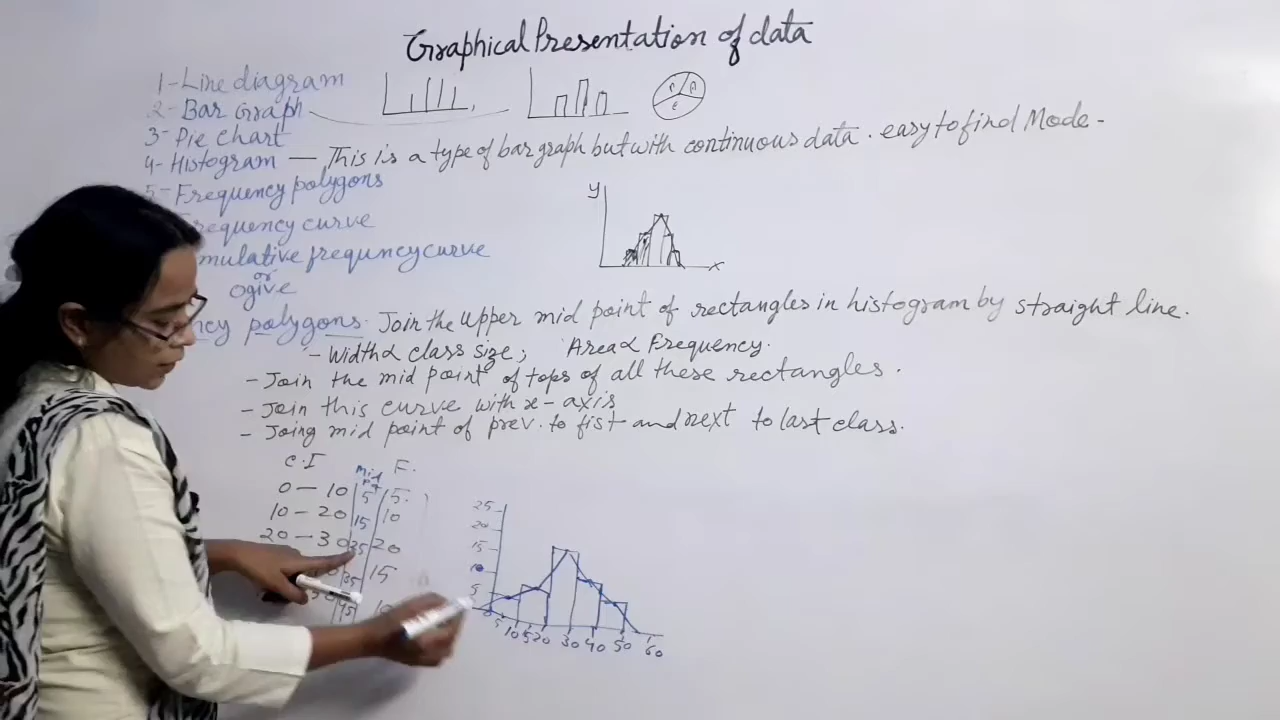 Graphical Presentation of data
1- Line diagram
2- Bar Graph
3- Pie Chart
4- Histogram — This is a type of bar graph but with continuous data. easy to find Mode -
5- Frequency polygons
requency curve
mulative frequncy curve
or
ogive
y
x
ncy polygons. Join the upper mid point of rectangles in histogram by straight line.
- Width α class size; Area α Frequency.
- Join the mid point of tops of all these rectangles.
- Join this curve with x-axis
- Joing mid point of prev. to fist and next to last class.
C.I Mid F.
0 — 10 5 5.
10 — 20 15 10
20 — 30 20
35 15
45 10
25
20
15
10
5
0 5 10 15 20 30 40 50 60